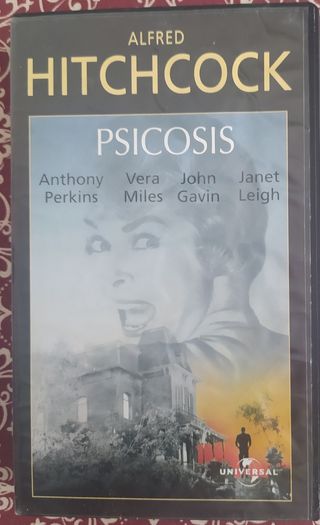 ALFRED
HITCHCOCK
PSICOSIS
Anthony Perkins
Vera Miles
John Gavin
Janet Leigh
UNIVERSAL